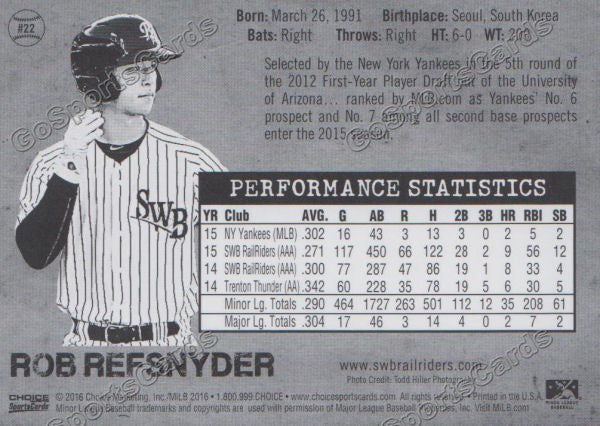 #22
Born: March 26, 1991 Birthplace: Seoul, South Korea
Bats: Right Throws: Right HT: 6-0 WT: 208
Selected by the New York Yankees in the 5th round of
the 2012 First-Year Player Draft out of the University
of Arizona... ranked by MLB.com as Yankees' No. 6
prospect and No. 7 among all second base prospects
enter the 2015 season.
SWB
PERFORMANCE STATISTICS
YR Club AVG. G AB R H 2B 3B HR RBI SB
15 NY Yankees (MLB) .302 16 43 3 13 3 0 2 5 2
15 SWB RailRiders (AAA) .271 117 450 66 122 28 2 9 56 12
14 SWB RailRiders (AAA) .300 77 287 47 86 19 1 8 33 4
14 Trenton Thunder (AA) .342 60 228 35 78 19 5 6 30 5
Minor Lg. Totals .290 464 1727 263 501 112 12 35 208 61
Major Lg. Totals .304 17 46 3 14 4 0 2 7 2
ROB REFSNYDER
www.swbrailriders.com
Photo Credit: Todd Hiller Photography
CHOICE
SportsCards
© 2016 Choice Marketing, Inc./MiLB 2016 • 1.800.999.CHOICE • www.choicesportscards.com All rights reserved. • Printed in the U.S.A.
Minor League Baseball trademarks and copyrights are used with permission of Major League Baseball Properties, Inc. Visit MiLB.com
MINOR LEAGUE
BASEBALL
GoSportsCards